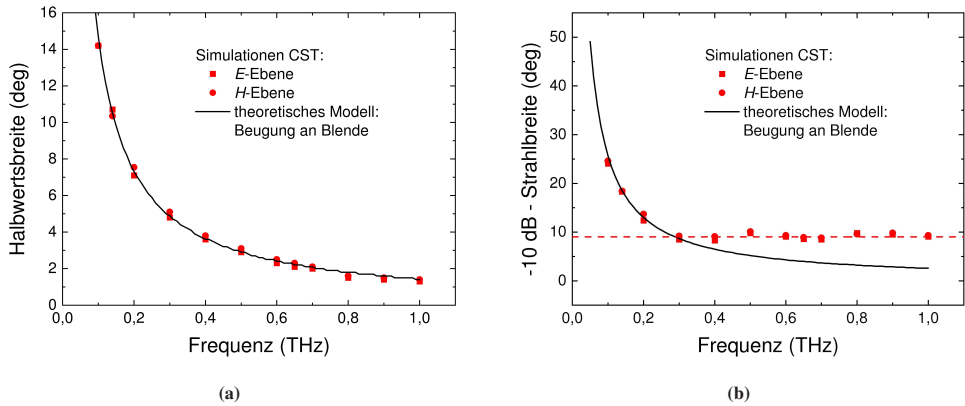 16
14
12
10
8
6
4
2
0
0,0
0,2
0,4
0,6
0,8
1,0
Halbwertsbreite (deg)
Frequenz (THz)
Simulationen CST:
E-Ebene
H-Ebene
theoretisches Modell:
Beugung an Blende
(a)
50
40
30
20
10
0
0,0
0,2
0,4
0,6
0,8
1,0
-10 dB - Strahlbreite (deg)
Frequenz (THz)
Simulationen CST:
E-Ebene
H-Ebene
theoretisches Modell:
Beugung an Blende
(b)